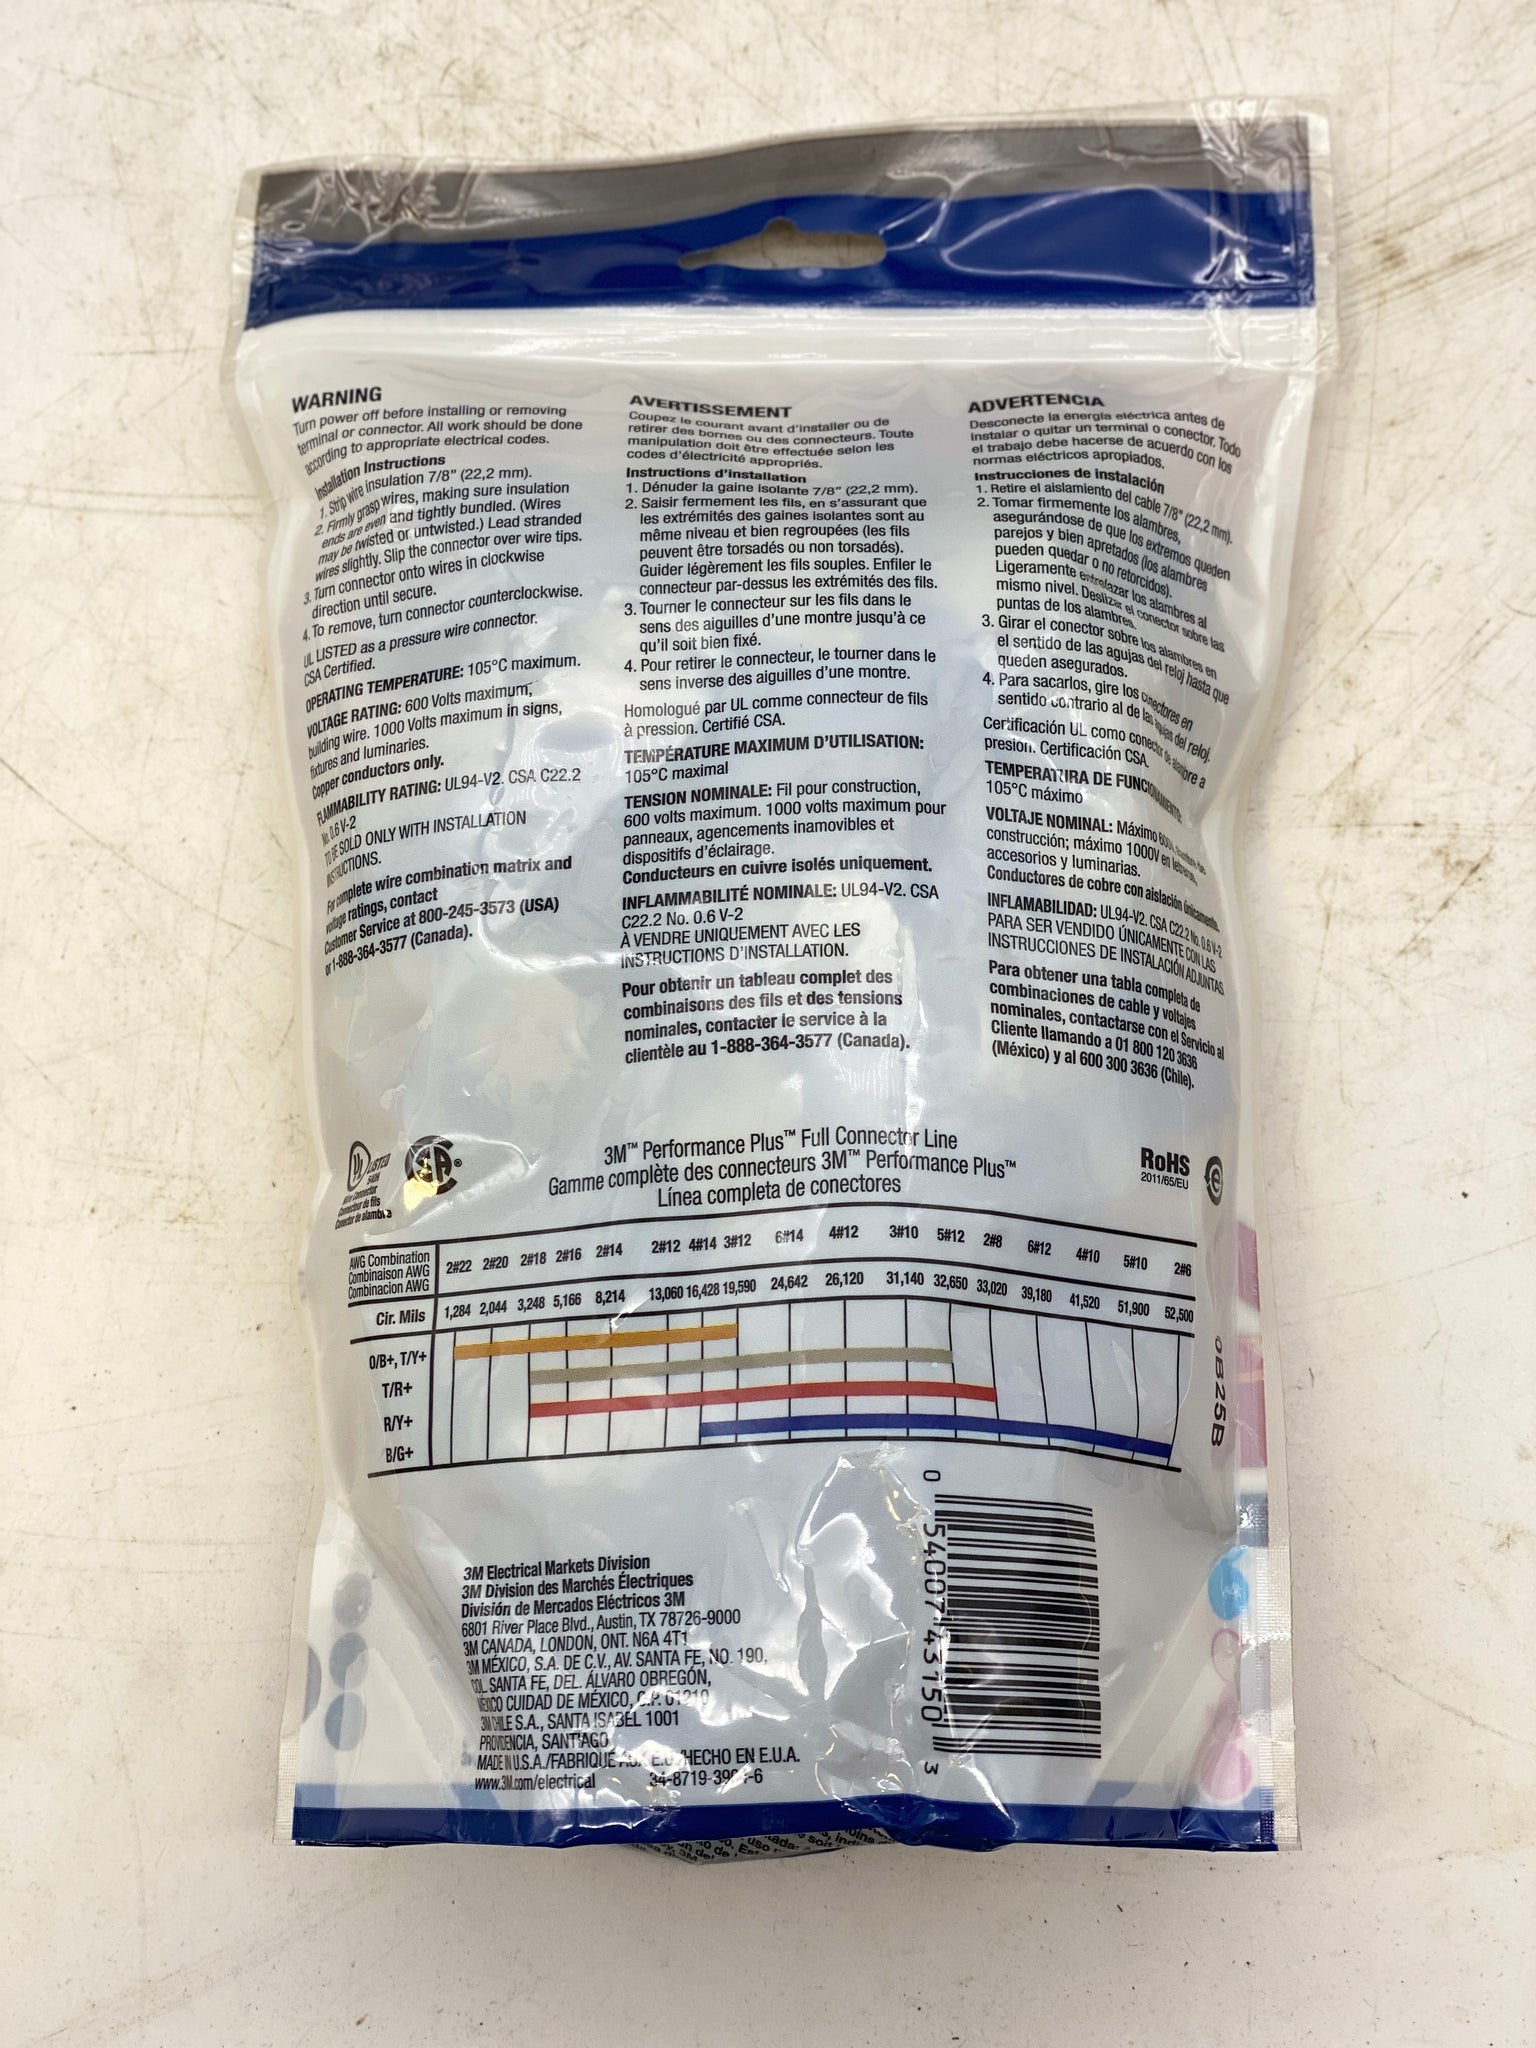 WARNING
Turn power off before installing or removing
terminal or connector. All work should be done
according to appropriate electrical codes.
Installation Instructions
1. Strip wire insulation 7/8" (22,2 mm).
2. Firmly grasp wires, making sure insulation
ends are even and tightly bundled. (Wires
may be twisted or untwisted.) Lead stranded
wires slightly. Slip the connector over wire tips.
3. Turn connector onto wires in clockwise
direction until secure.
4. To remove, turn connector counterclockwise.
UL LISTED as a pressure wire connector.
CSA Certified.
OPERATING TEMPERATURE: 105°C maximum.
VOLTAGE RATING: 600 Volts maximum,
building wire. 1000 Volts maximum in signs,
fixtures and luminaries.
Copper conductors only.
FLAMMABILITY RATING: UL94-V2. CSA C22.2
No. 0.6 V-2
TO BE SOLD ONLY WITH INSTALLATION
INSTRUCTIONS.
For complete wire combination matrix and
voltage ratings, contact
Customer Service at 800-245-3573 (USA)
or 1-888-364-3577 (Canada).
AVERTISSEMENT
Coupez le courant avant d'installer ou de
retirer des bornes ou des connecteurs. Toute
manipulation doit être effectuée selon les
codes d'électricité appropriés.
Instructions d'installation
1. Dénuder la gaine isolante 7/8" (22,2 mm).
2. Saisir fermement les fils, en s'assurant que
les extrémités des gaines isolantes sont au
même niveau et bien regroupées (les fils
peuvent être torsadés ou non torsadés).
Guider légèrement les fils souples. Enfiler le
connecteur par-dessus les extrémités des fils.
3. Tourner le connecteur sur les fils dans le
sens des aiguilles d'une montre jusqu'à ce
qu'il soit bien fixé.
4. Pour retirer le connecteur, le tourner dans le
sens inverse des aiguilles d'une montre.
Homologué par UL comme connecteur de fils
à pression. Certifié CSA.
TEMPÉRATURE MAXIMUM D'UTILISATION:
105°C maximal
TENSION NOMINALE: Fil pour construction,
600 volts maximum. 1000 volts maximum pour
panneaux, agencements inamovibles et
dispositifs d'éclairage.
Conducteurs en cuivre isolés uniquement.
INFLAMMABILITÉ NOMINALE: UL94-V2. CSA
C22.2 No. 0.6 V-2
À VENDRE UNIQUEMENT AVEC LES
INSTRUCTIONS D'INSTALLATION.
Pour obtenir un tableau complet des
combinaisons des fils et des tensions
nominales, contacter le service à la
clientèle au 1-888-364-3577 (Canada).
ADVERTENCIA
Desconecte la energía eléctrica antes de
instalar o quitar un terminal o conector. Todo
el trabajo debe hacerse de acuerdo con los
normas eléctricos apropiados.
Instrucciones de instalación
1. Retire el aislamiento del cable 7/8" (22,2 mm).
2. Tomar firmemente los alambres,
asegurándose de que los extremos queden
parejos y bien apretados (los alambres
pueden quedar o no retorcidos).
Ligeramente entrelazar los alambres al
mismo nivel. Deslizar el conector sobre las
puntas de los alambres.
3. Girar el conector sobre los alambres en
el sentido de las agujas del reloj hasta que
queden asegurados.
4. Para sacarlos, gire los conectores en
sentido contrario al de las agujas del reloj.
Certificación UL como conector de alambre a
presión. Certificación CSA.
TEMPERATURA DE FUNCIONAMIENTO:
105°C máximo
VOLTAJE NOMINAL: Máximo 600V,
construcción; máximo 1000V en letreros,
accesorios y luminarias.
Conductores de cobre con aislación únicamente.
INFLAMABILIDAD: UL94-V2. CSA C22.2 No. 0.6 V-2
PARA SER VENDIDO ÚNICAMENTE CON LAS
INSTRUCCIONES DE INSTALACIÓN ADJUNTAS
Para obtener una tabla completa de
combinaciones de cable y voltajes
nominales, contactarse con el Servicio al
Cliente llamando a 01 800 120 3636
(México) y al 600 300 3636 (Chile).
UL LISTED
Wire Connector
Connecteur de fils
Conector de alambre
CSA ®
3M™ Performance Plus™ Full Connector Line
Gamme complète des connecteurs 3M™ Performance Plus™
Línea completa de conectores
RoHS
2011/65/EU
e
AWG Combination
Combinaison AWG
Combinacion AWG
2#22 2#20 2#18 2#16 2#14 2#12 4#14 3#12 6#14 4#12 3#10 5#12 2#8 6#12 4#10 5#10 2#6
Cir. Mils 1,284 2,044 3,248 5,166 8,214 13,060 16,428 19,590 24,642 26,120 31,140 32,650 33,020 39,180 41,520 51,900 52,500
O/B+, T/Y+
T/R+
R/Y+
B/G+
0B25B
3M Electrical Markets Division
3M Division des Marchés Électriques
División de Mercados Eléctricos 3M
6801 River Place Blvd., Austin, TX 78726-9000
3M CANADA, LONDON, ONT. N6A 4T1
3M MÉXICO, S.A. DE C.V., AV. SANTA FE, NO. 190,
COL. SANTA FE, DEL. ÁLVARO OBREGÓN,
MÉXICO CUIDAD DE MÉXICO, C.P. 01210
3M CHILE S.A., SANTA ISABEL 1001
PROVIDENCIA, SANTIAGO
MADE IN U.S.A./FABRIQUÉ AUX E.U./HECHO EN E.U.A.
www.3M.com/electrical
0 54007 43150 3